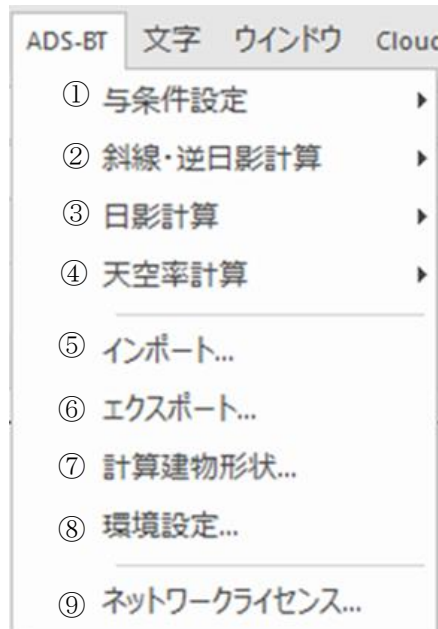 ADS-BT 文字 ウインドウ Clouc
① 与条件設定
② 斜線・逆日影計算
③ 日影計算
④ 天空率計算
⑤ インポート...
⑥ エクスポート...
⑦ 計算建物形状...
⑧ 環境設定...
⑨ ネットワークライセンス...